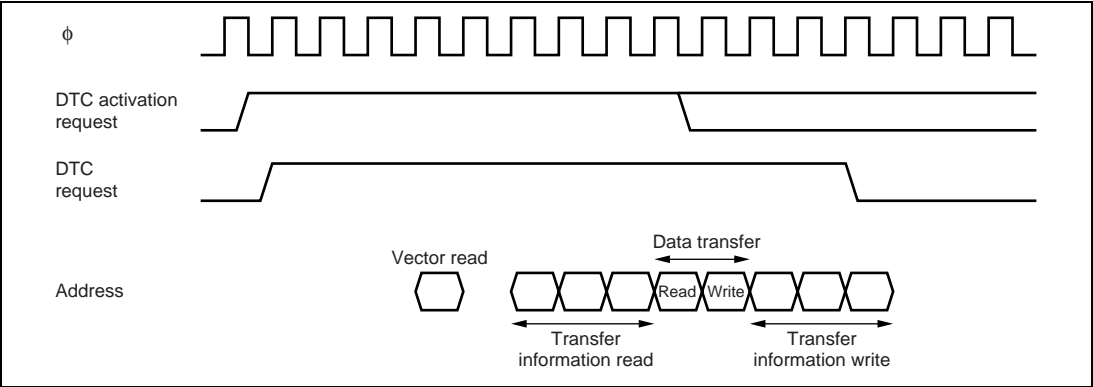 ϕ
DTC activation
request
DTC
request
Data transfer
Vector read
Address
Read Write
Transfer
information read
Transfer
information write